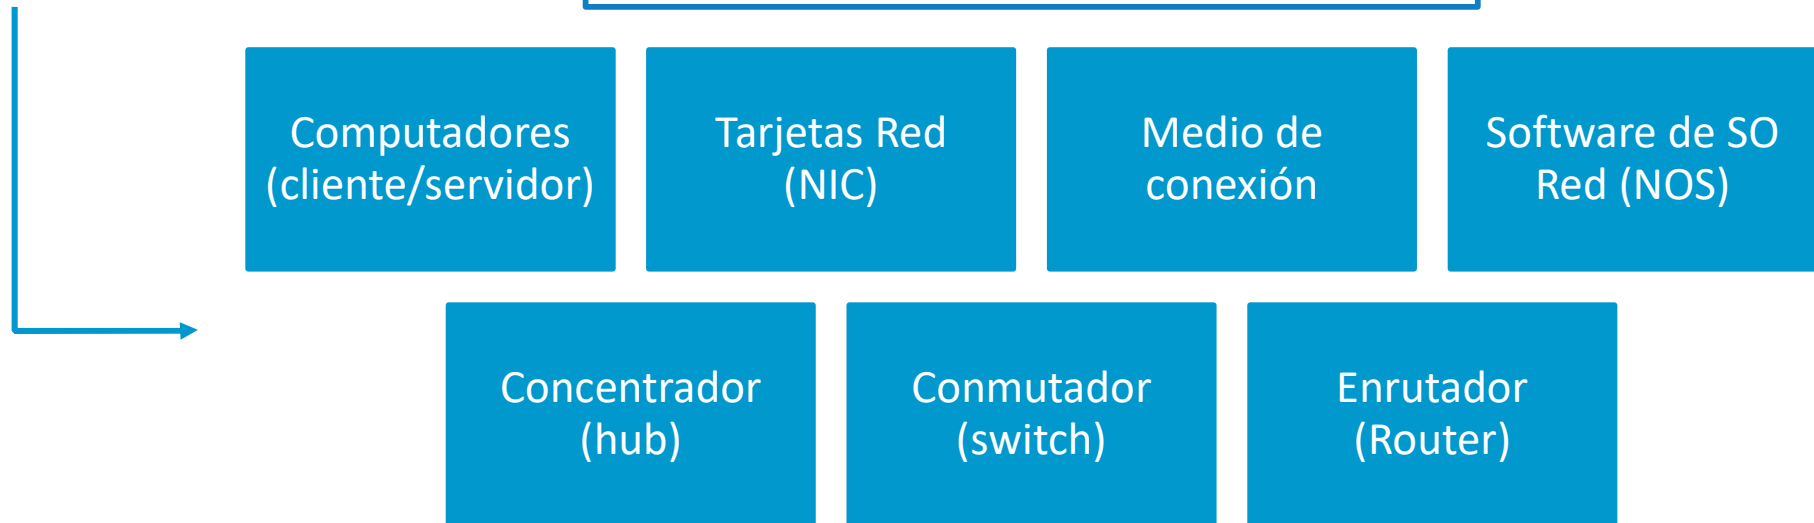 Computadores
(cliente/servidor)
Tarjetas Red
(NIC)
Medio de
conexión
Software de SO
Red (NOS)
Concentrador
(hub)
Conmutador
(switch)
Enrutador
(Router)